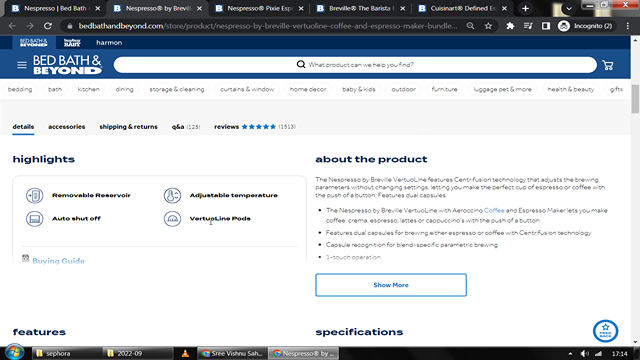 Nespresso | Bed Bath
Nespresso® by Brev
Nespresso® Pixie Esp
Breville® The Barista
Cuisinart® Defined Es
bedbathandbeyond.com/store/product/nespresso-by-breville-vertuoline-coffee-and-espresso-maker-bundle...
Incognito (2)
BED BATH & BEYOND
harmon
BED BATH & BEYOND
What product can we help you find?
bedding bath kitchen dining storage & cleaning curtains & window home decor baby & kids outdoor furniture luggage pet & more health & beauty gifts
details accessories shipping & returns q&a (125) reviews (1513)
highlights
Removable Reservoir
Adjustable temperature
Auto shut off
VertuoLine Pods
Buying Guide
about the product
The Nespresso by Breville VertuoLine features Centrifusion technology that adjusts the brewing
parameters without changing settings, letting you make the perfect cup of espresso or coffee with
the push of a button. Features dual capsules.
• The Nespresso by Breville VertuoLine with Aeroccino Coffee and Espresso Maker lets you make
coffee, crema, espresso, lattes or cappuccino's with the push of a button
• Features dual capsules for brewing either espresso or coffee with Centrifusion technology
• Capsule recognition for blend-specific parametric brewing
• 1-touch operation
Show More
features
specifications
FEED BACK
sephora
2022-09
Sree Vishnu Sah...
Nespresso® by ...
17:14